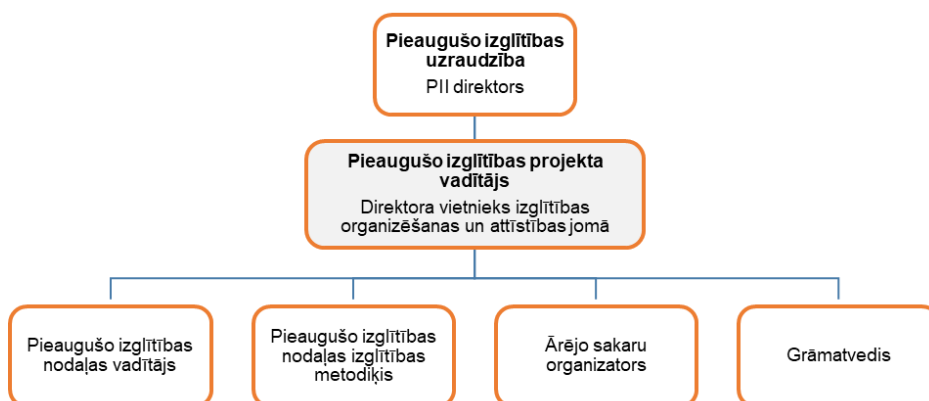 Pieaugušo izglītības
uzraudzība
PII direktors
Pieaugušo izglītības projekta
vadītājs
Direktora vietnieks izglītības
organizēšanas un attīstības jomā
Pieaugušo izglītības
nodaļas vadītājs
Pieaugušo izglītības
nodaļas izglītības
metodiķis
Ārējo sakaru
organizators
Grāmatvedis